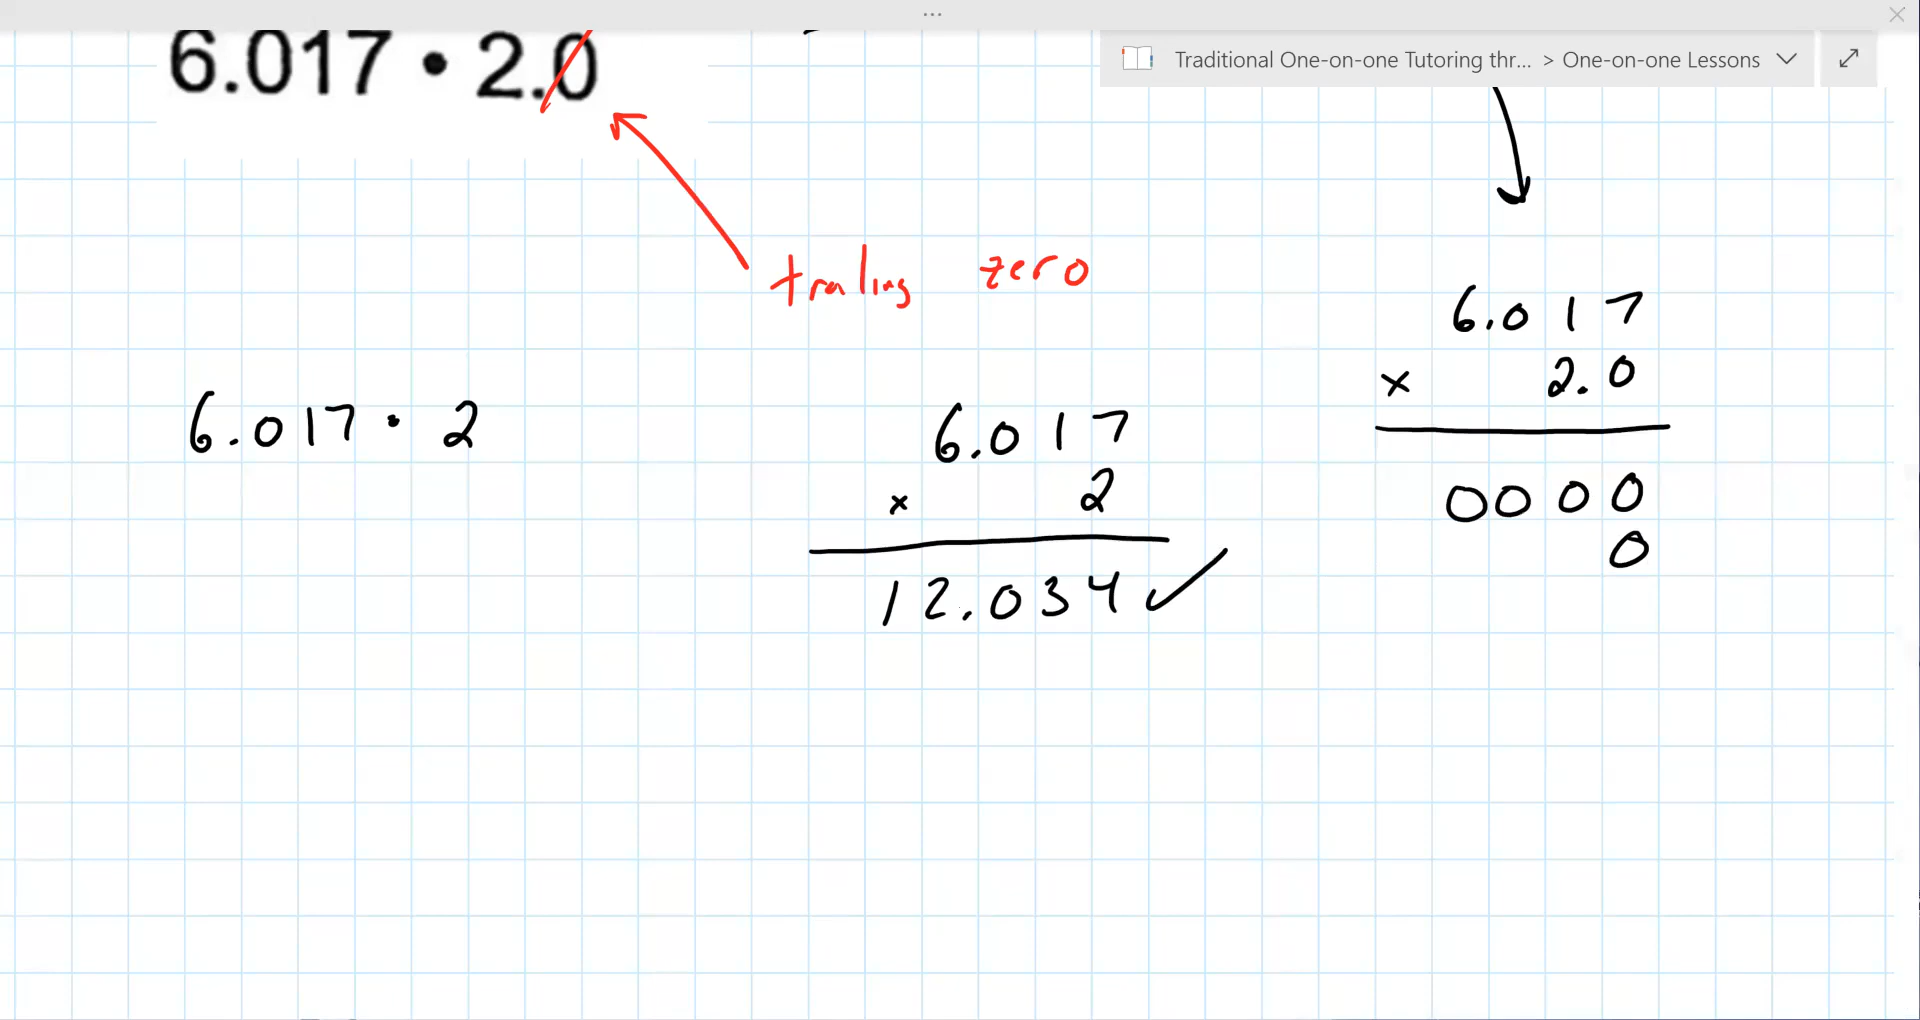 ...
6.017 • 2.0
Traditional One-on-one Tutoring thr... > One-on-one Lessons
trailing zero
6.017 • 2
6.017
× 2
12.034 ✓
6.017
× 2.0
0000
0